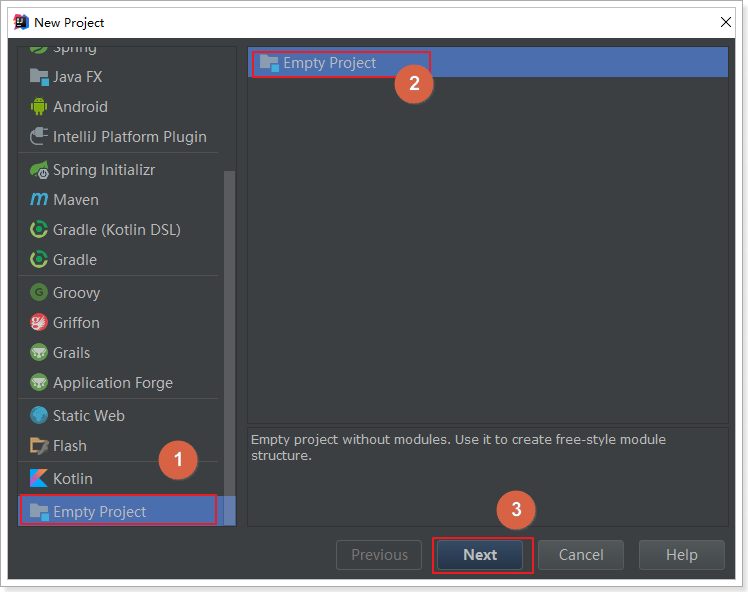 New Project
Spring
Java FX
Android
IntelliJ Platform Plugin
Spring Initializr
Maven
Gradle (Kotlin DSL)
Gradle
Groovy
Griffon
Grails
Application Forge
Static Web
Flash
1
Kotlin
Empty Project
Empty Project
2
Empty project without modules. Use it to create free-style module
structure.
3
Previous
Next
Cancel
Help